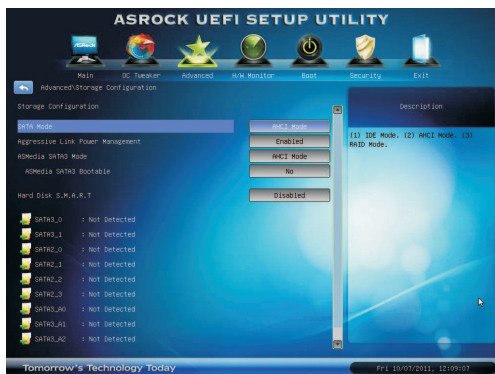 ASROCK UEFI SETUP UTILITY
ASRock
Main OC Tweaker Advanced H/W Monitor Boot Security Exit
Advanced\Storage Configuration
Storage Configuration
Description
SATA Mode AHCI Mode
(1) IDE Mode. (2) AHCI Mode. (3)
RAID Mode.
Aggressive Link Power Management Enabled
ASMedia SATA3 Mode AHCI Mode
ASMedia SATA3 Bootable No
Hard Disk S.M.A.R.T Disabled
SATA3_0 : Not Detected
SATA3_1 : Not Detected
SATA2_0 : Not Detected
SATA2_1 : Not Detected
SATA2_2 : Not Detected
SATA2_3 : Not Detected
SATA3_A0 : Not Detected
SATA3_A1 : Not Detected
SATA3_A2 : Not Detected
Tomorrow's Technology Today
Fri 10/07/2011, 12:09:07